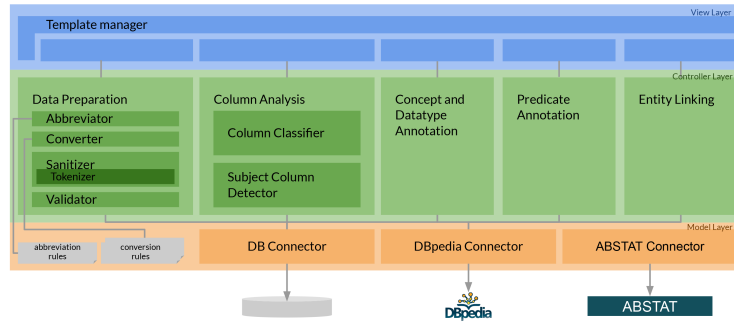 View Layer
Template manager
Controller Layer
Data Preparation
Abbreviator
Converter
Sanitizer
Tokenizer
Validator
Column Analysis
Column Classifier
Subject Column
Detector
Concept and
Datatype
Annotation
Predicate
Annotation
Entity Linking
Model Layer
abbreviation
rules
conversion
rules
DB Connector
DBpedia Connector
ABSTAT Connector
DBpedia
ABSTAT